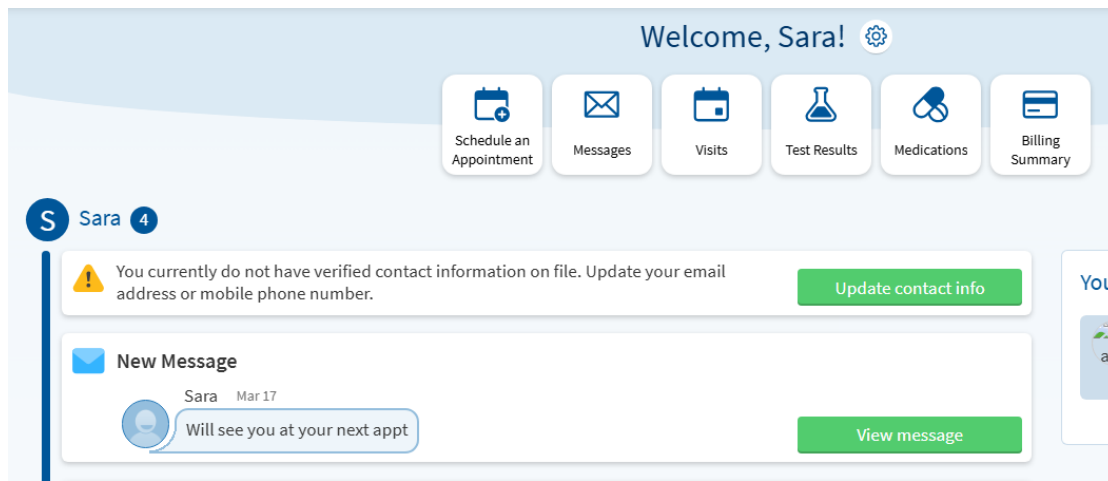 Welcome, Sara!
Schedule an
Appointment
Messages
Visits
Test Results
Medications
Billing
Summary
S
Sara 4
You currently do not have verified contact information on file. Update your email
address or mobile phone number.
Update contact info
New Message
Sara Mar 17
Will see you at your next appt
View message
You
a